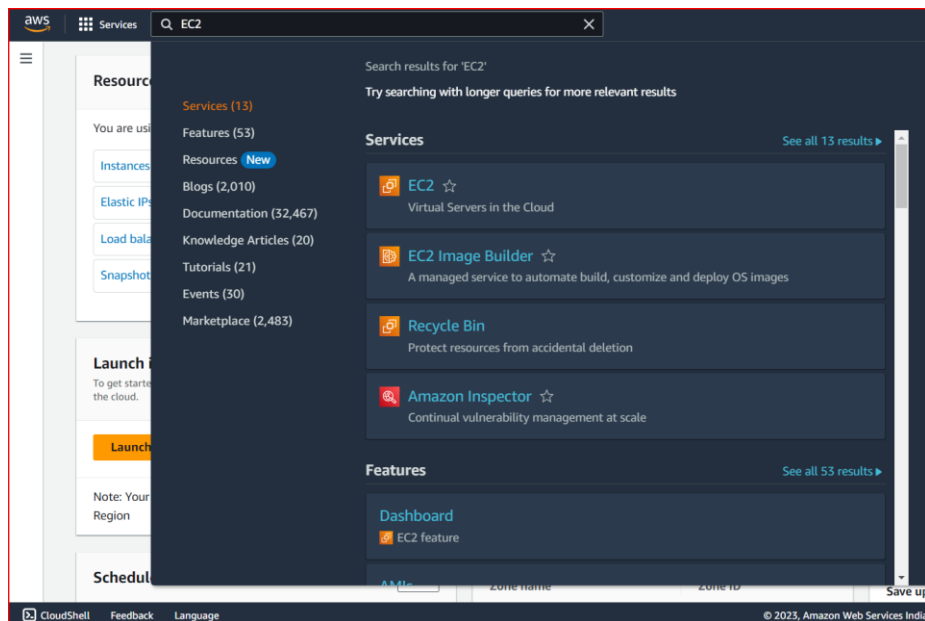 aws
Services
EC2
Search results for 'EC2'
Try searching with longer queries for more relevant results
Services (13)
Features (53)
Resources New
Blogs (2,010)
Documentation (32,467)
Knowledge Articles (20)
Tutorials (21)
Events (30)
Marketplace (2,483)
Services
See all 13 results
EC2
Virtual Servers in the Cloud
EC2 Image Builder
A managed service to automate build, customize and deploy OS images
Recycle Bin
Protect resources from accidental deletion
Amazon Inspector
Continual vulnerability management at scale
Features
See all 53 results
Dashboard
EC2 feature
AMIs
Resourc
You are usi
Instances
Elastic IPs
Load bala
Snapshot
Launch i
To get starte
the cloud.
Launch
Note: Your
Region
Schedul
Zone name
Zone ID
Save up
CloudShell
Feedback
Language
© 2023, Amazon Web Services India